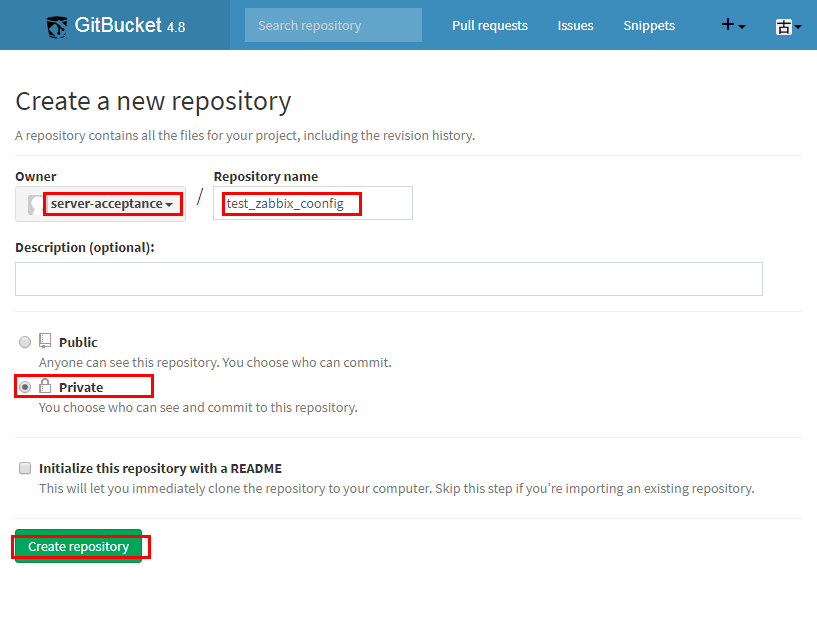 GitBucket 4.8
Search repository
Pull requests
Issues
Snippets
古
Create a new repository
A repository contains all the files for your project, including the revision history.
Owner
Repository name
server-acceptance
/
test_zabbix_coonfig
Description (optional):
Public
Anyone can see this repository. You choose who can commit.
Private
You choose who can see and commit to this repository.
Initialize this repository with a README
This will let you immediately clone the repository to your computer. Skip this step if you're importing an existing repository.
Create repository